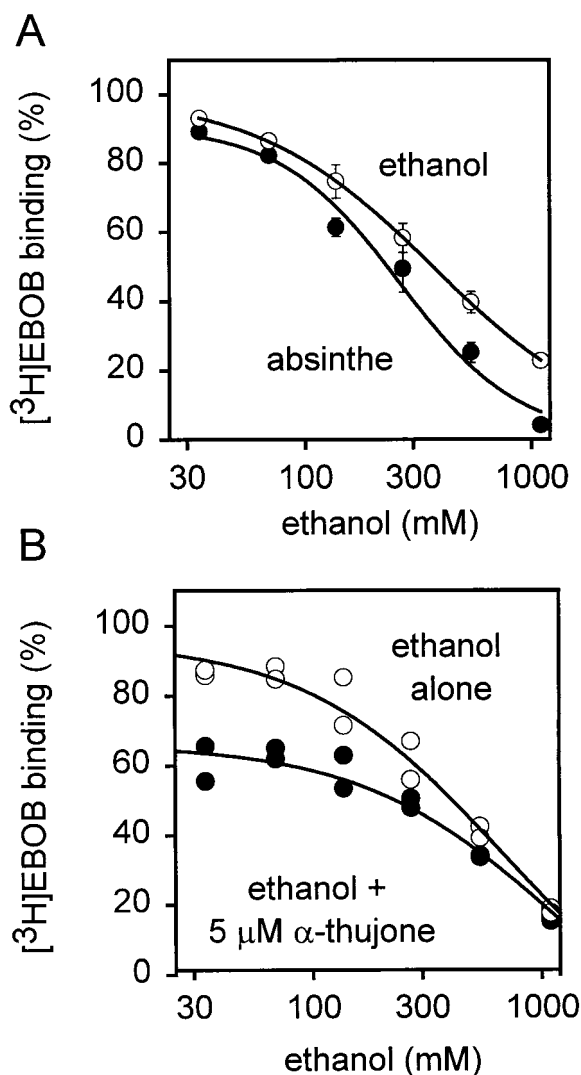 A
[³H]EBOB binding (%)
100
80
60
40
20
0
ethanol
absinthe
30 100 300 1000
ethanol (mM)
B
[³H]EBOB binding (%)
100
80
60
40
20
0
ethanol
alone
ethanol +
5 μM α-thujone
30 100 300 1000
ethanol (mM)